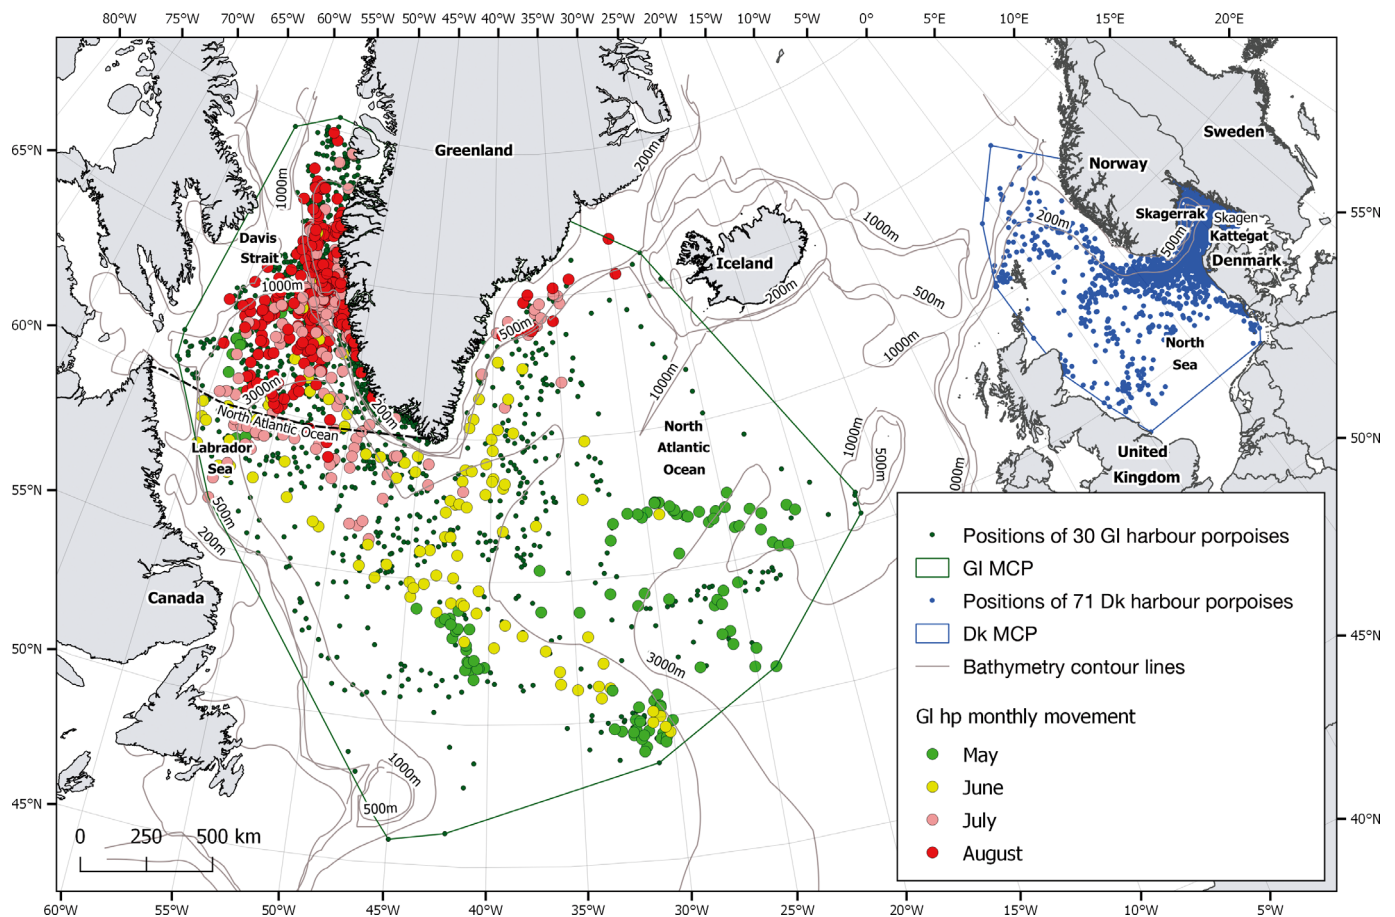 80°W 75°W 70°W 65°W 60°W 55°W 50°W 45°W 40°W 35°W 30°W 25°W 20°W 15°W 10°W 5°W 0° 5°E 10°E 15°E 20°E
Sweden
Greenland
65°N
200m
Norway
1000m
Skagerrak
Skagen
55°N
200m
1000m
Davis
Strait
Kattegat
500m
Denmark
Iceland
1000m
200m
500m
60°N
500m
North
Sea
1000m
1000m
3000m
200m
North Atlantic Ocean
North
Atlantic
Ocean
1000m
50°N
Labrador
Sea
United
Kingdom
500m
000m
55°N
500m
200m
Positions of 30 Gl harbour porpoises
Gl MCP
Canada
Positions of 71 Dk harbour porpoises
Dk MCP
45°N
50°N
3000m
Bathymetry contour lines
Gl hp monthly movement
May
1000m
June
45°N
500m
July
40°N
0 250 500 km
August
60°W 55°W 50°W 45°W 40°W 35°W 30°W 25°W 20°W 15°W 10°W 5°W